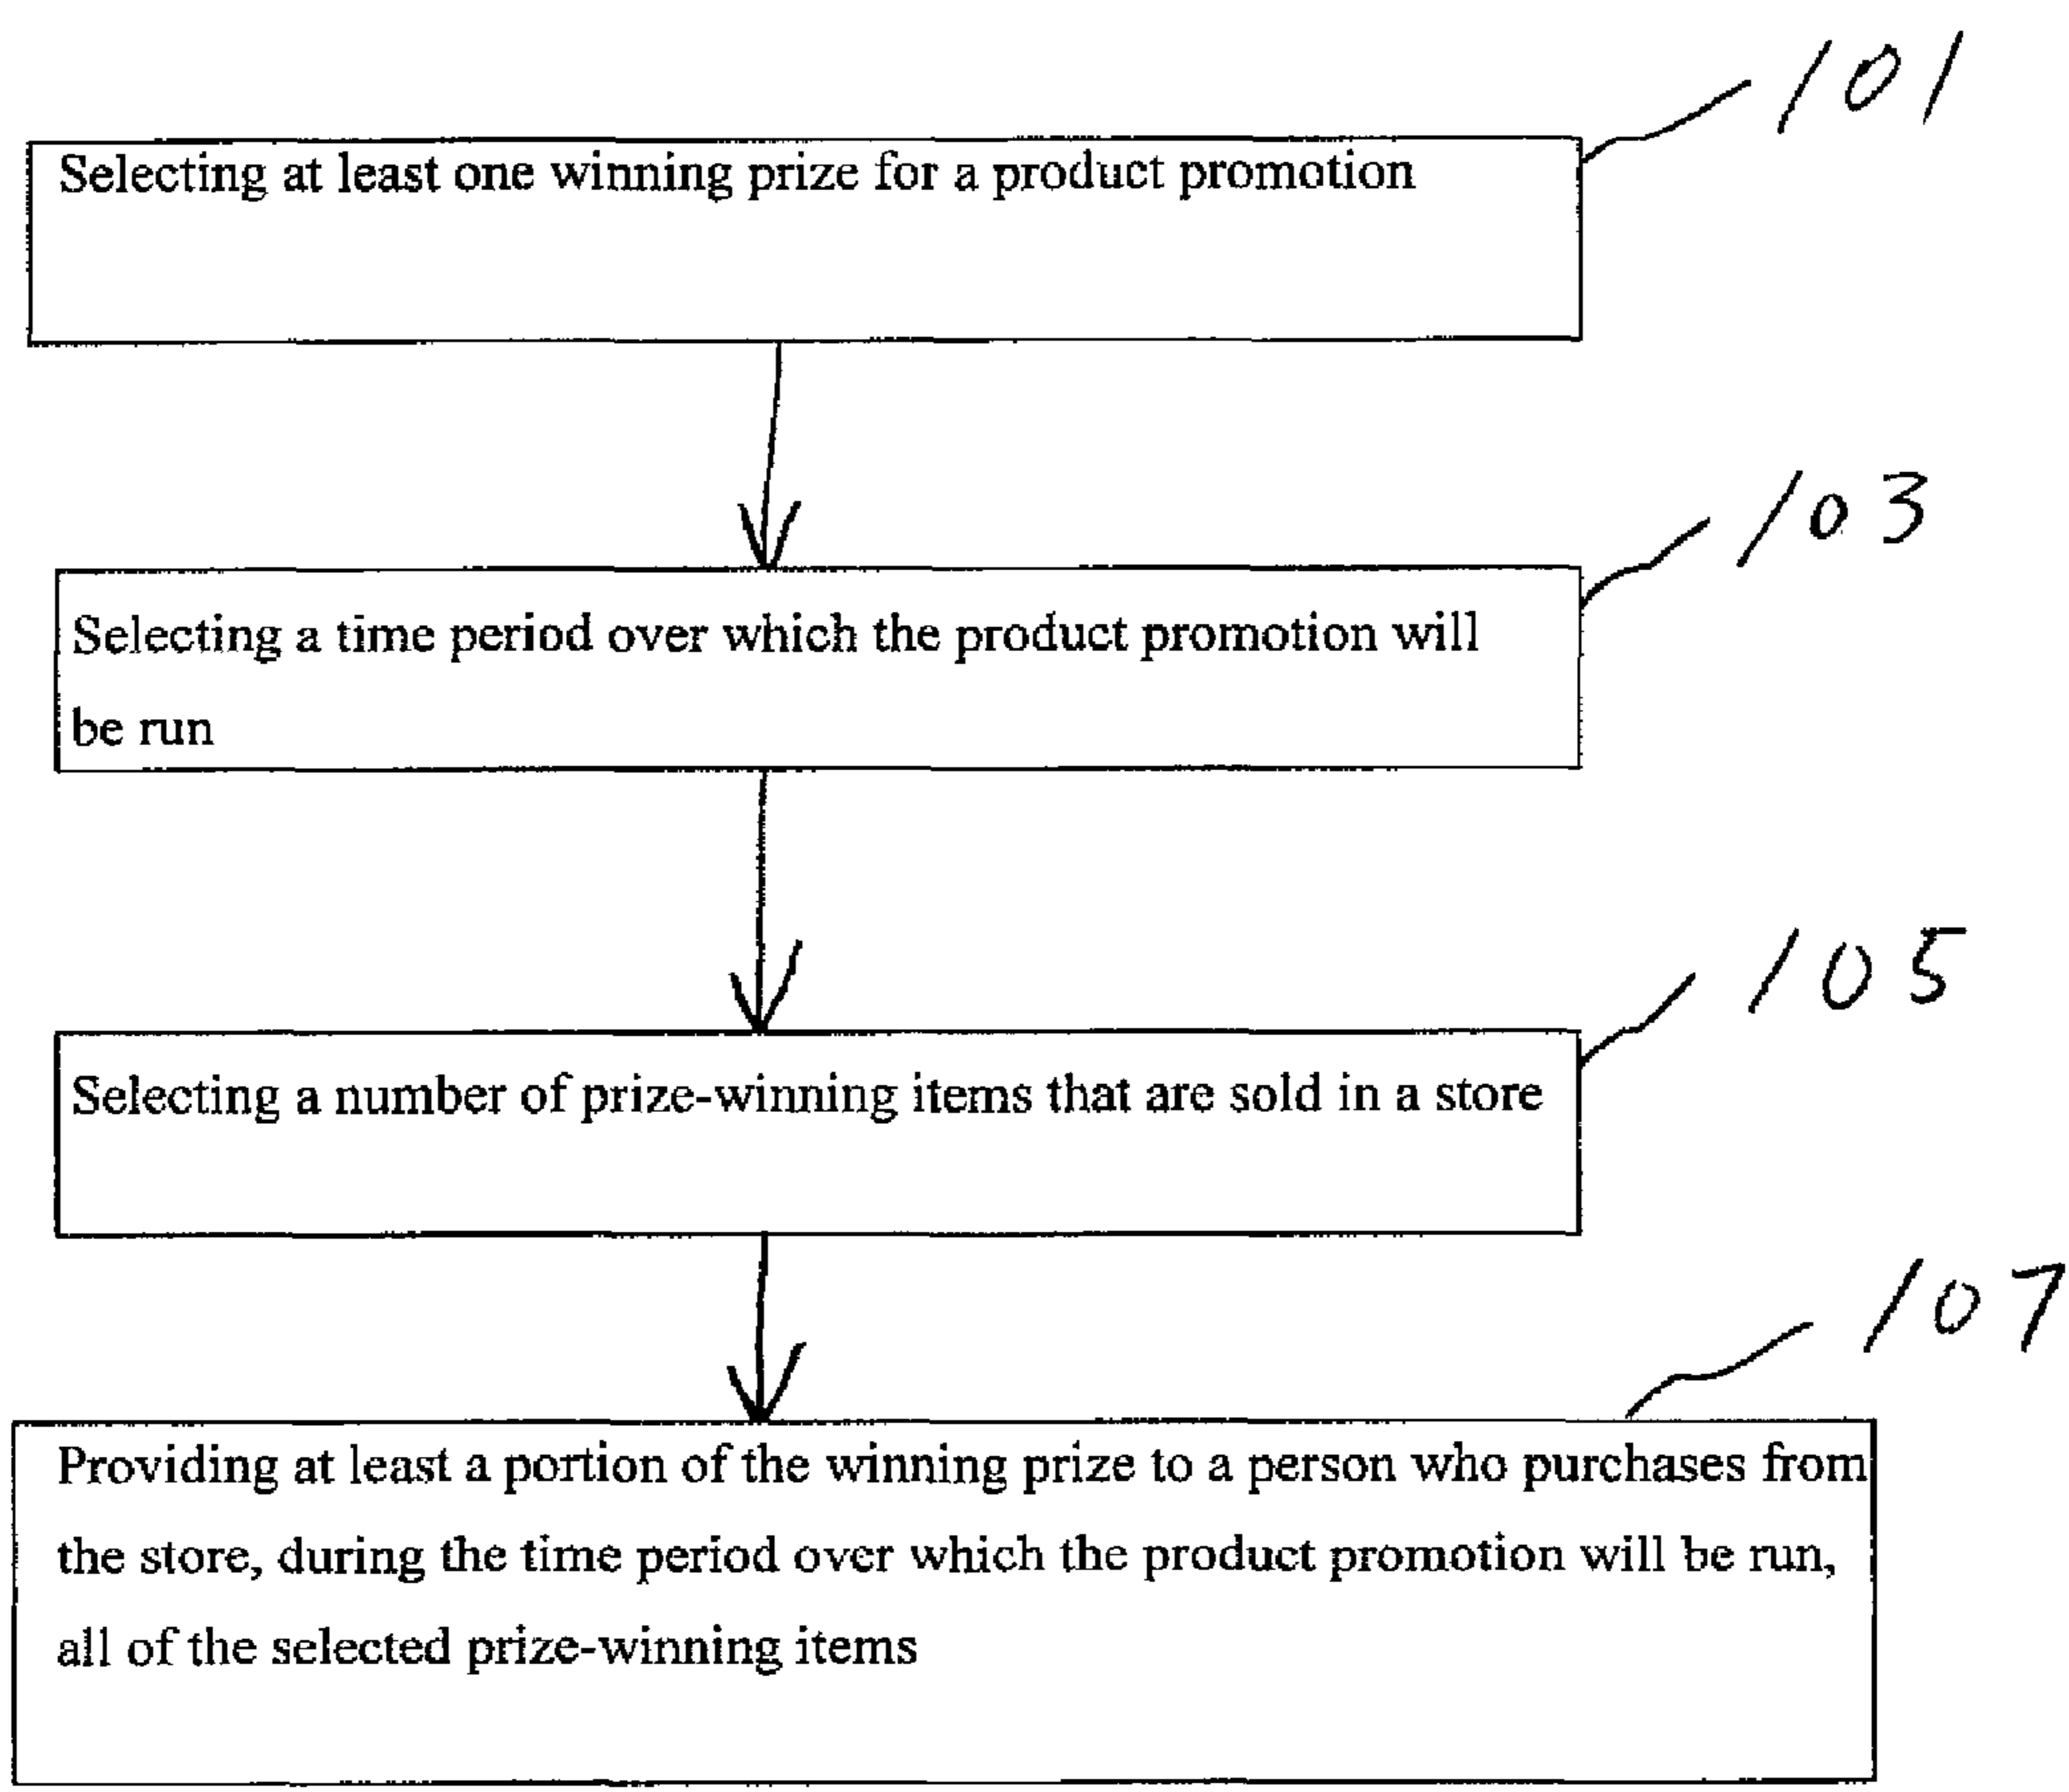 101
Selecting at least one winning prize for a product promotion
103
Selecting a time period over which the product promotion will
be run
105
Selecting a number of prize-winning items that are sold in a store
107
Providing at least a portion of the winning prize to a person who purchases from
the store, during the time period over which the product promotion will be run,
all of the selected prize-winning items